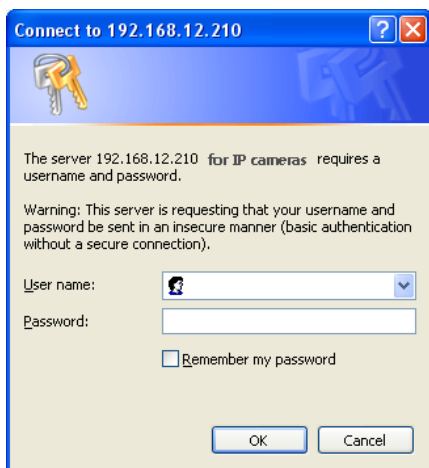 Connect to 192.168.12.210
The server 192.168.12.210 for IP cameras requires a
username and password.
Warning: This server is requesting that your username and
password be sent in an insecure manner (basic authentication
without a secure connection).
User name:
Password:
Remember my password
OK Cancel